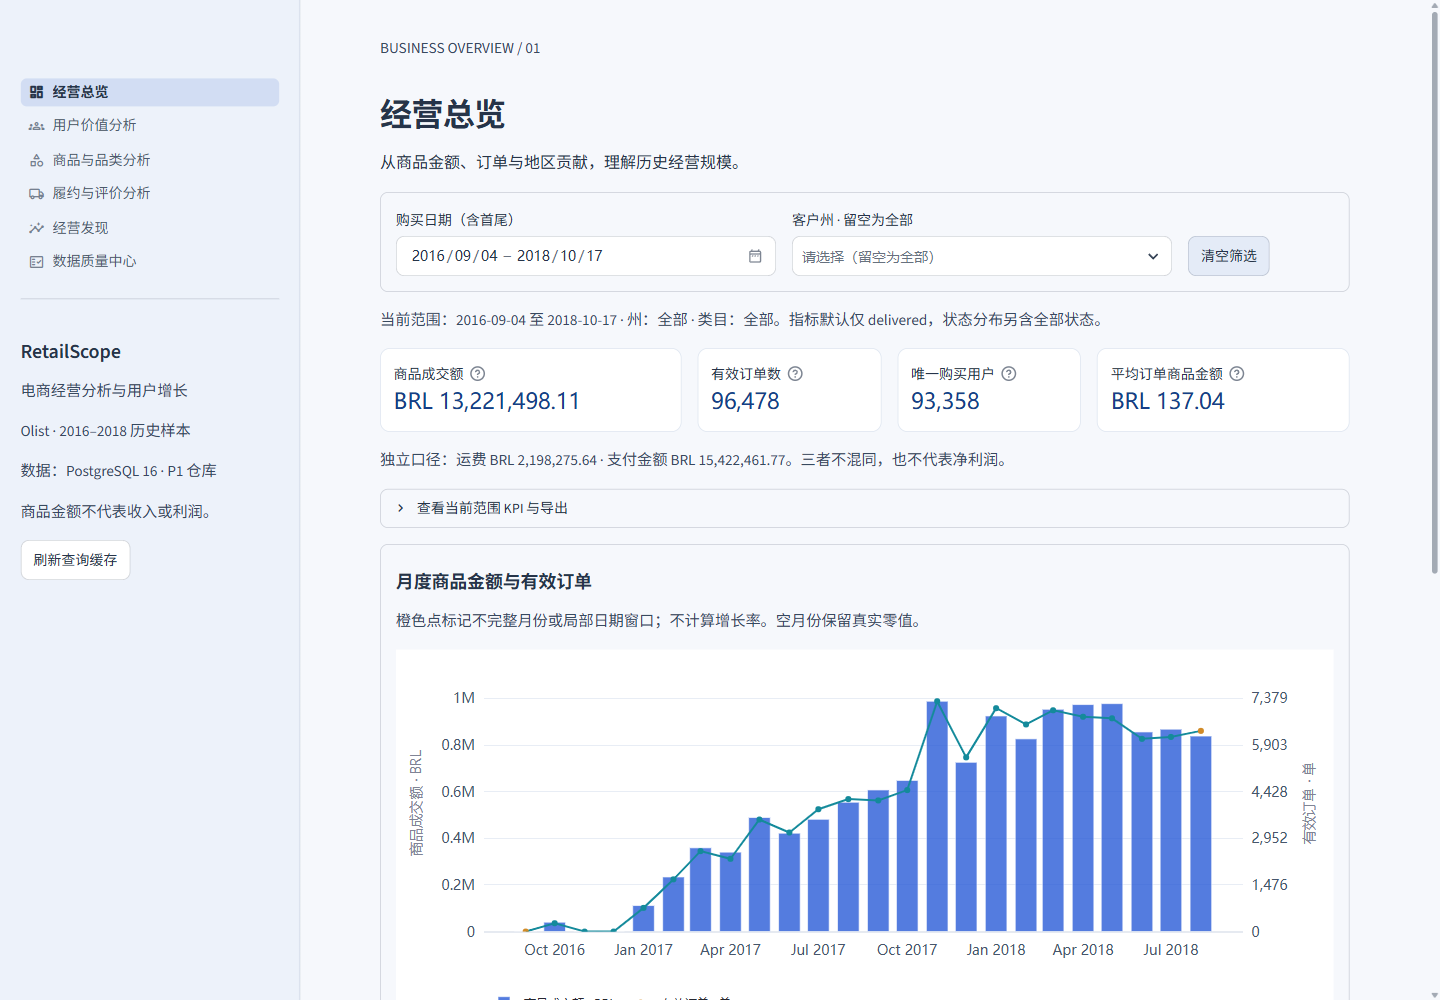 经营总览
用户价值分析
商品与品类分析
履约与评价分析
经营发现
数据质量中心
RetailScope
电商经营分析与用户增长
Olist · 2016–2018 历史样本
数据：PostgreSQL 16 · P1 仓库
商品金额不代表收入或利润。
刷新查询缓存
BUSINESS OVERVIEW / 01
经营总览
从商品金额、订单与地区贡献，理解历史经营规模。
购买日期（含首尾）
客户州 · 留空为全部
2016/09/04 – 2018/10/17
请选择（留空为全部）
清空筛选
当前范围：2016-09-04 至 2018-10-17 · 州：全部 · 类目：全部。指标默认仅 delivered，状态分布另含全部状态。
商品成交额
BRL 13,221,498.11
有效订单数
96,478
唯一购买用户
93,358
平均订单商品金额
BRL 137.04
独立口径：运费 BRL 2,198,275.64 · 支付金额 BRL 15,422,461.77。三者不混同，也不代表净利润。
查看当前范围 KPI 与导出
月度商品金额与有效订单
橙色点标记不完整月份或局部日期窗口；不计算增长率。空月份保留真实零值。
商品成交额 · BRL
1M
0.8M
0.6M
0.4M
0.2M
0
7,379
5,903
4,428
2,952
1,476
0
有效订单 · 单
Oct 2016
Jan 2017
Apr 2017
Jul 2017
Oct 2017
Jan 2018
Apr 2018
Jul 2018